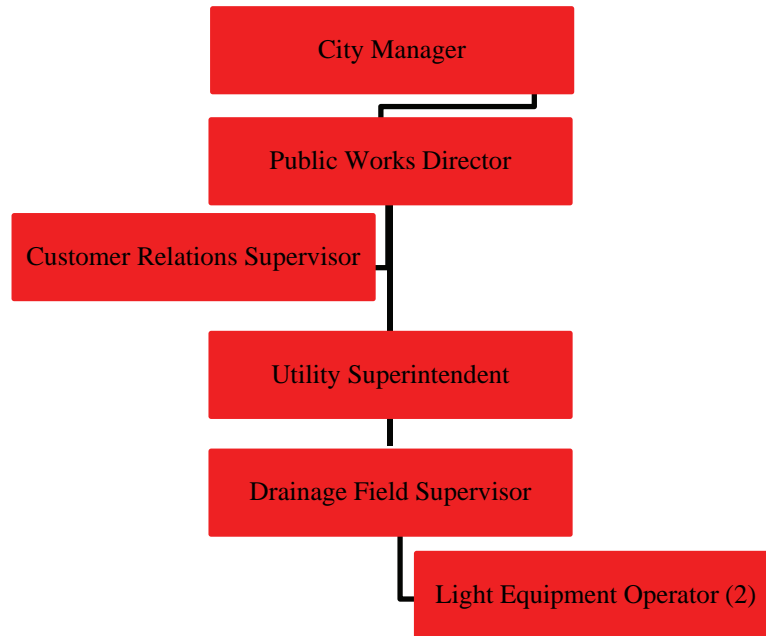 City Manager
Public Works Director
Customer Relations Supervisor
Utility Superintendent
Drainage Field Supervisor
Light Equipment Operator (2)